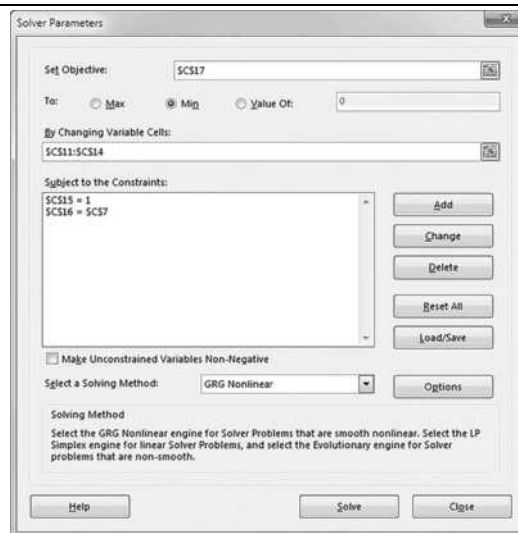 Solver Parameters
Set Objective:
$C$17
To:
Max
Min
Value Of:
0
By Changing Variable Cells:
$C$11:$C$14
Subject to the Constraints:
$C$15 = 1
$C$16 = $C$7
Add
Change
Delete
Reset All
Load/Save
Make Unconstrained Variables Non-Negative
Select a Solving Method:
GRG Nonlinear
Options
Solving Method
Select the GRG Nonlinear engine for Solver Problems that are smooth nonlinear. Select the LP
Simplex engine for linear Solver Problems, and select the Evolutionary engine for Solver
problems that are non-smooth.
Help
Solve
Close